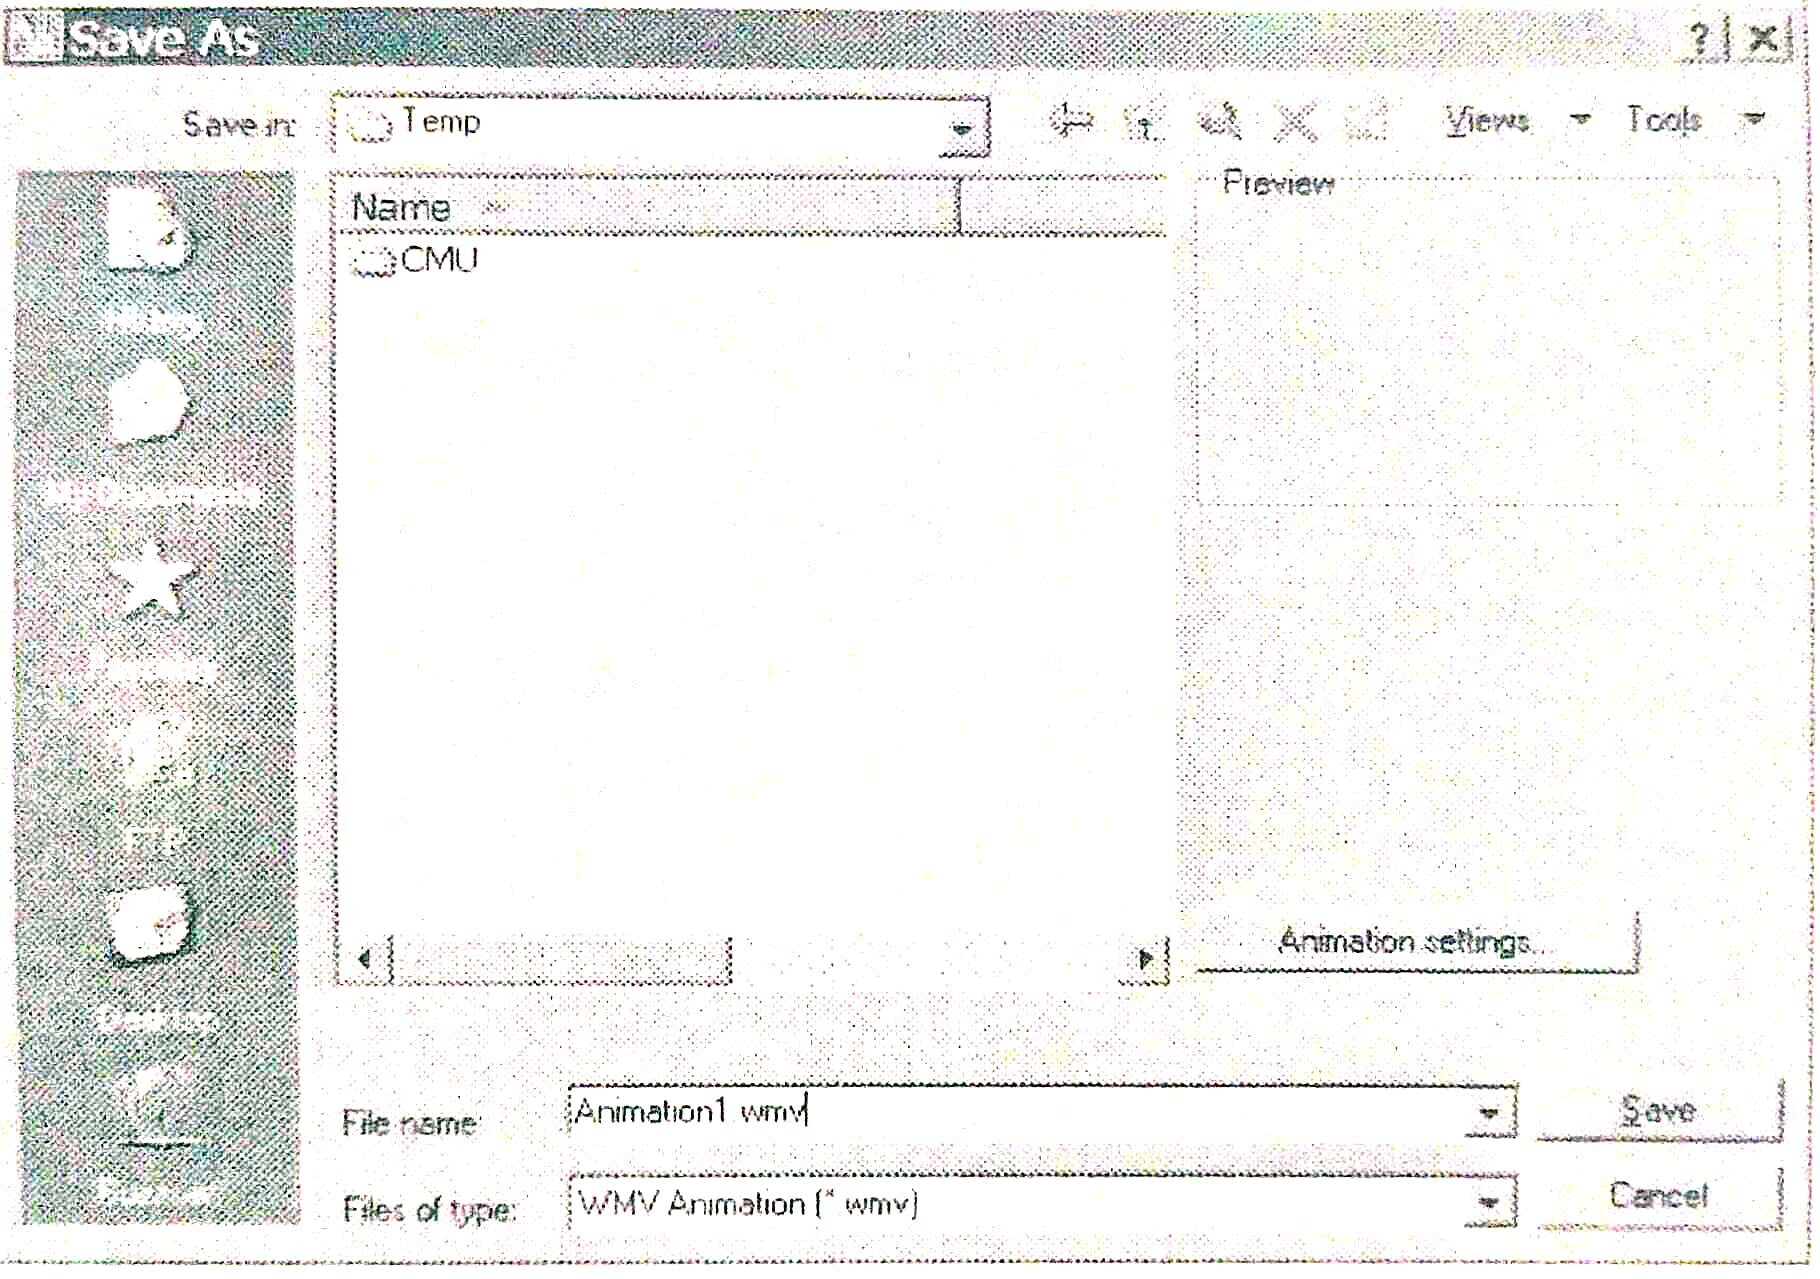 Save As
Save in:
Temp
Views
Tools
Name
Preview
CMU
FTP
Animation settings...
File name:
Animation1.wmv
Save
Files of type:
WMV Animation (*.wmv)
Cancel